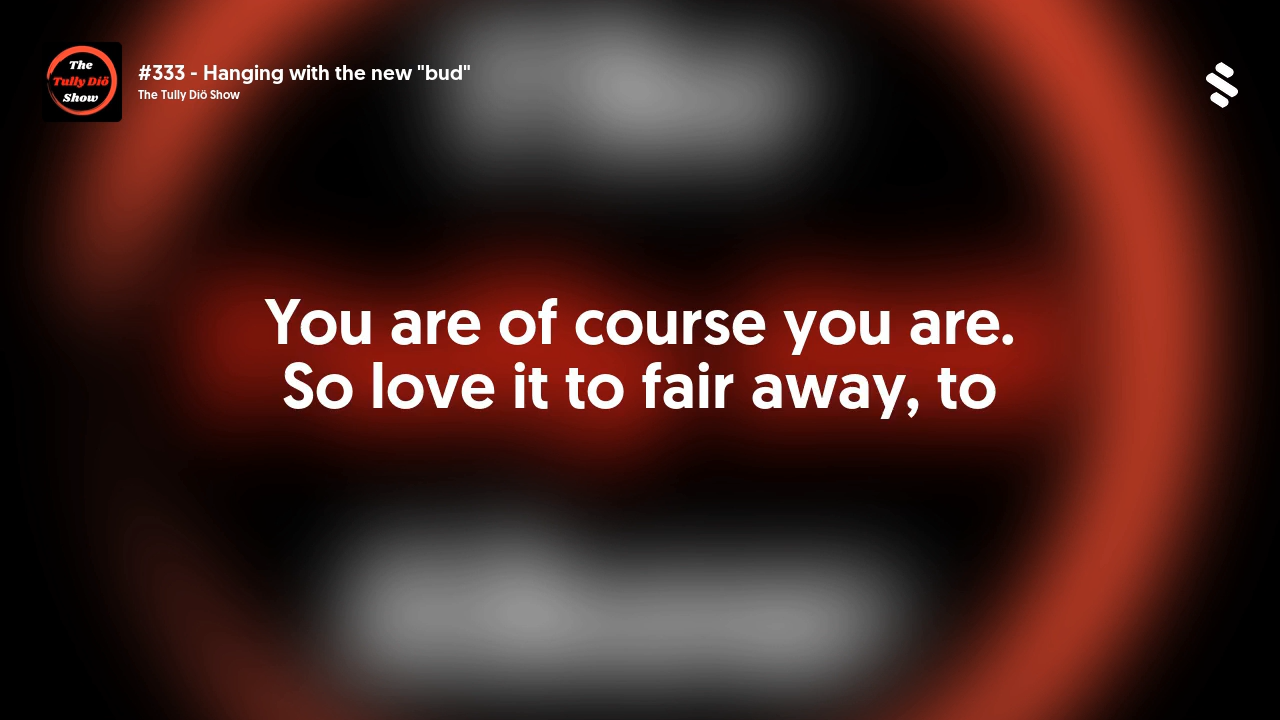 The
Tully Diö
Show
#333 - Hanging with the new "bud"
The Tully Diö Show
You are of course you are.
So love it to fair away, to